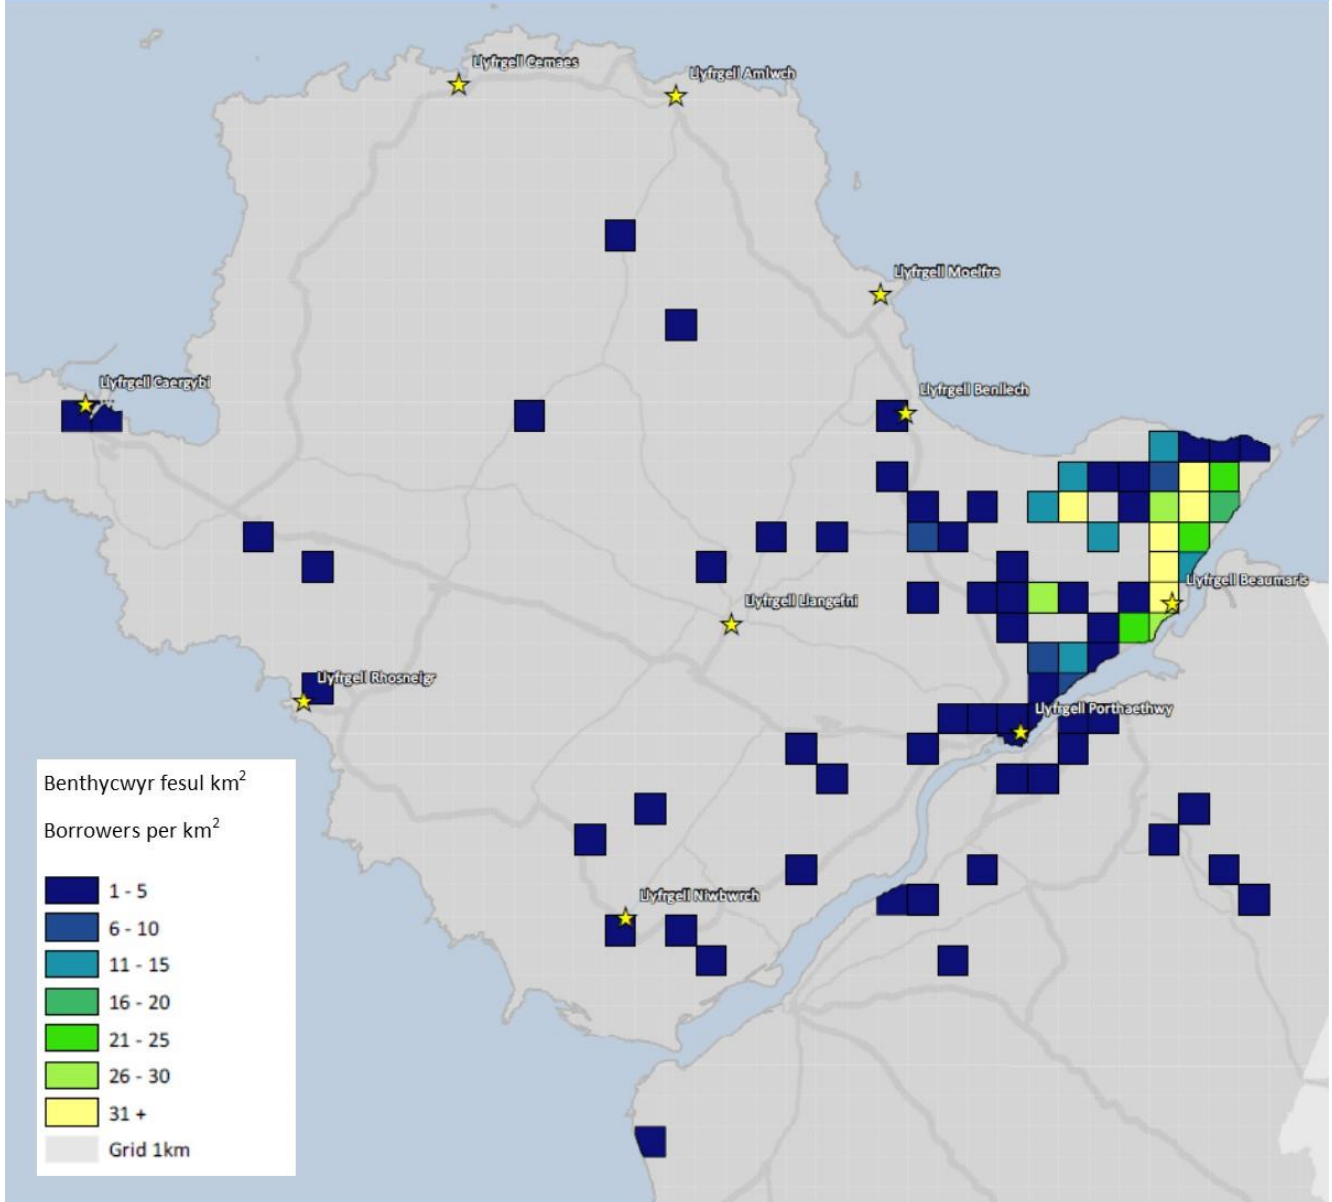 Llyfrgell Cemaes
Llyfrgell Amlwch
Llyfrgell Moelfre
Llyfrgell Caergybi
Llyfrgell Benllech
Llyfrgell Beaumaris
Llyfrgell Llangefni
Llyfrgell Rhosneigr
Llyfrgell Porthaethwy
Llyfrgell Niwbwrch
Benthycwyr fesul km²
Borrowers per km²
1 - 5
6 - 10
11 - 15
16 - 20
21 - 25
26 - 30
31 +
Grid 1km